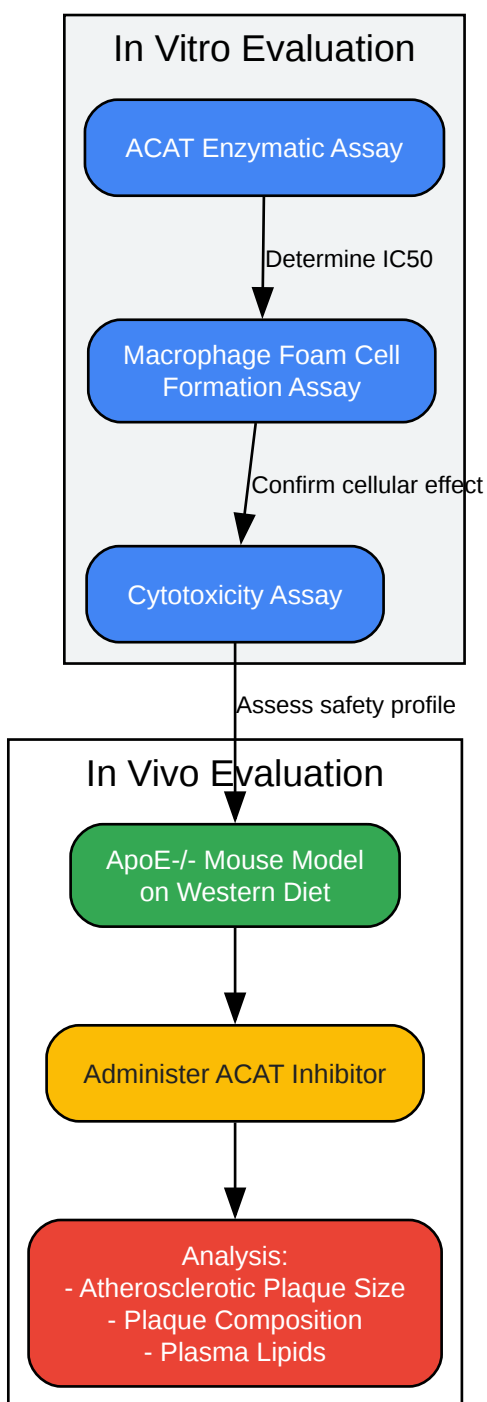 In Vitro Evaluation
ACAT Enzymatic Assay
Determine IC50
Macrophage Foam Cell
Formation Assay
Confirm cellular effect
Cytotoxicity Assay
Assess safety profile
In Vivo Evaluation
ApoE-/- Mouse Model
on Western Diet
Administer ACAT Inhibitor
Analysis:
- Atherosclerotic Plaque Size
- Plaque Composition
- Plasma Lipids